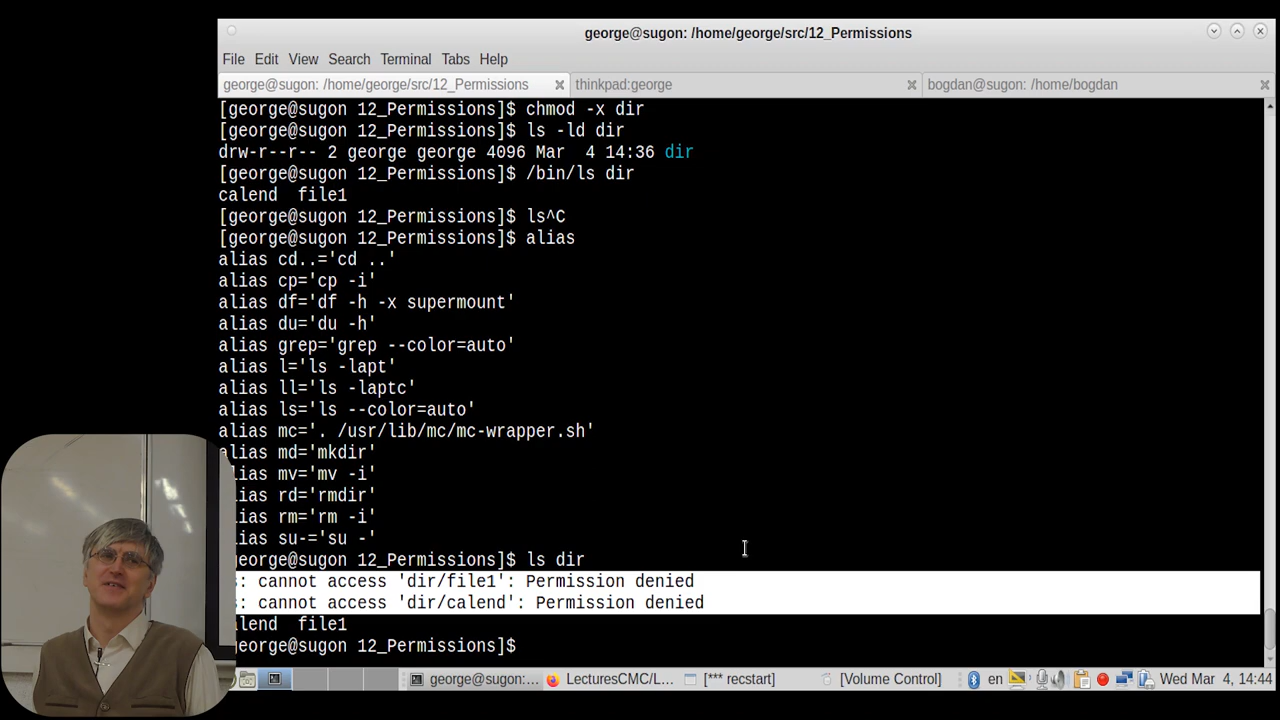 george@sugon: /home/george/src/12_Permissions
File Edit View Search Terminal Tabs Help
george@sugon: /home/george/src/12_Permissions thinkpad:george bogdan@sugon: /home/bogdan
[george@sugon 12_Permissions]$ chmod -x dir
[george@sugon 12_Permissions]$ ls -ld dir
drw-r--r-- 2 george george 4096 Mar  4 14:36 dir
[george@sugon 12_Permissions]$ /bin/ls dir
calend  file1
[george@sugon 12_Permissions]$ ls^C
[george@sugon 12_Permissions]$ alias
alias cd..='cd ..'
alias cp='cp -i'
alias df='df -h -x supermount'
alias du='du -h'
alias grep='grep --color=auto'
alias l='ls -lapt'
alias ll='ls -laptc'
alias ls='ls --color=auto'
alias mc='. /usr/lib/mc/mc-wrapper.sh'
alias md='mkdir'
lias mv='mv -i'
lias rd='rmdir'
lias rm='rm -i'
lias su-='su -'
george@sugon 12_Permissions]$ ls dir
: cannot access 'dir/file1': Permission denied
: cannot access 'dir/calend': Permission denied
alend  file1
george@sugon 12_Permissions]$
george@sugon:... LecturesCMC/L... [*** recstart] [Volume Control] en Wed Mar 4, 14:44